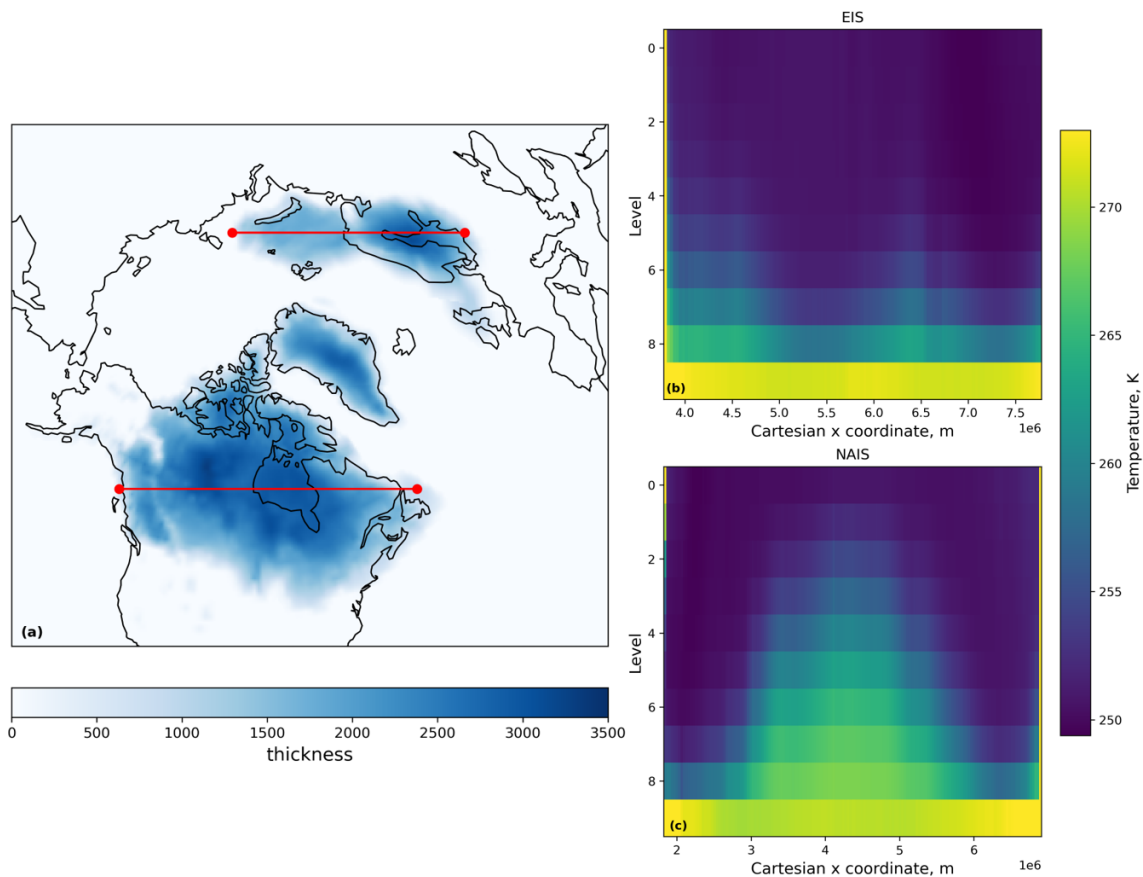 (a)
0 500 1000 1500 2000 2500 3000 3500
thickness
EIS
0
2
4
6
8
Level
(b)
4.0 4.5 5.0 5.5 6.0 6.5 7.0 7.5
1e6
Cartesian x coordinate, m
NAIS
0
2
4
6
8
Level
(c)
2 3 4 5 6
1e6
Cartesian x coordinate, m
270
265
260
255
250
Temperature, K